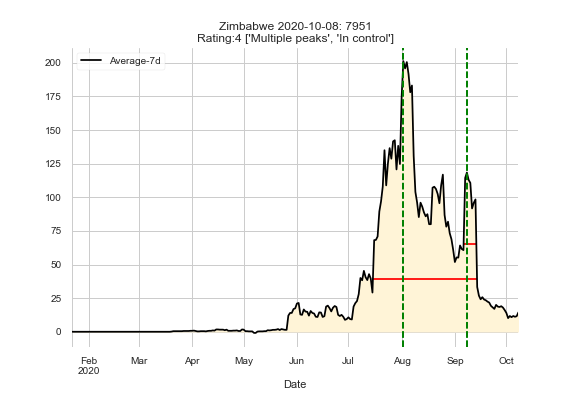 Zimbabwe 2020-10-08: 7951
Rating:4 ['Multiple peaks', 'In control']
Average-7d
200
175
150
125
100
75
50
25
0
Feb Mar Apr May Jun Jul Aug Sep Oct
2020
Date